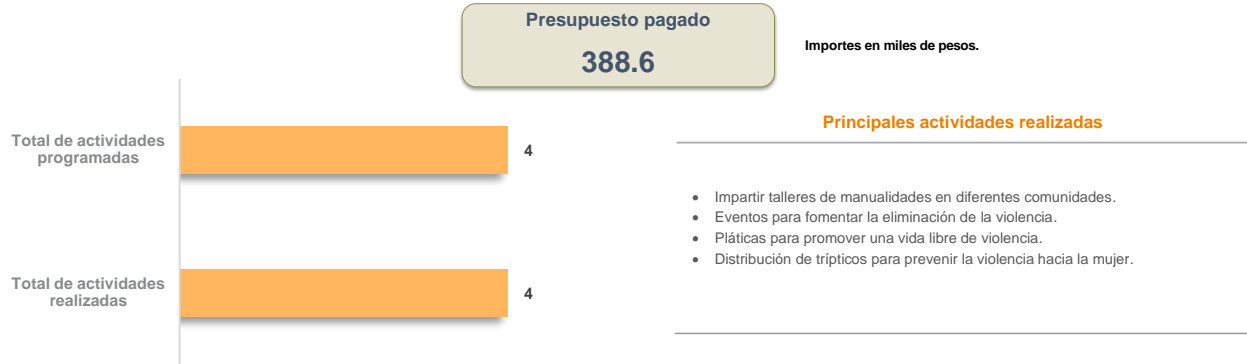 Presupuesto pagado
388.6
Importes en miles de pesos.
Total de actividades
programadas
4
Total de actividades
realizadas
4
Principales actividades realizadas
• Impartir talleres de manualidades en diferentes comunidades.
• Eventos para fomentar la eliminación de la violencia.
• Pláticas para promover una vida libre de violencia.
• Distribución de trípticos para prevenir la violencia hacia la mujer.